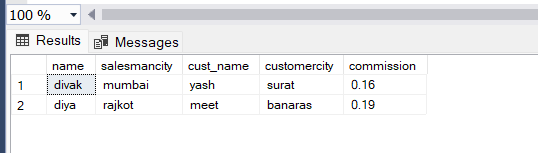 100 %
Results Messages
name salesmancity cust_name customercity commission
1 divak mumbai yash surat 0.16
2 diya rajkot meet banaras 0.19